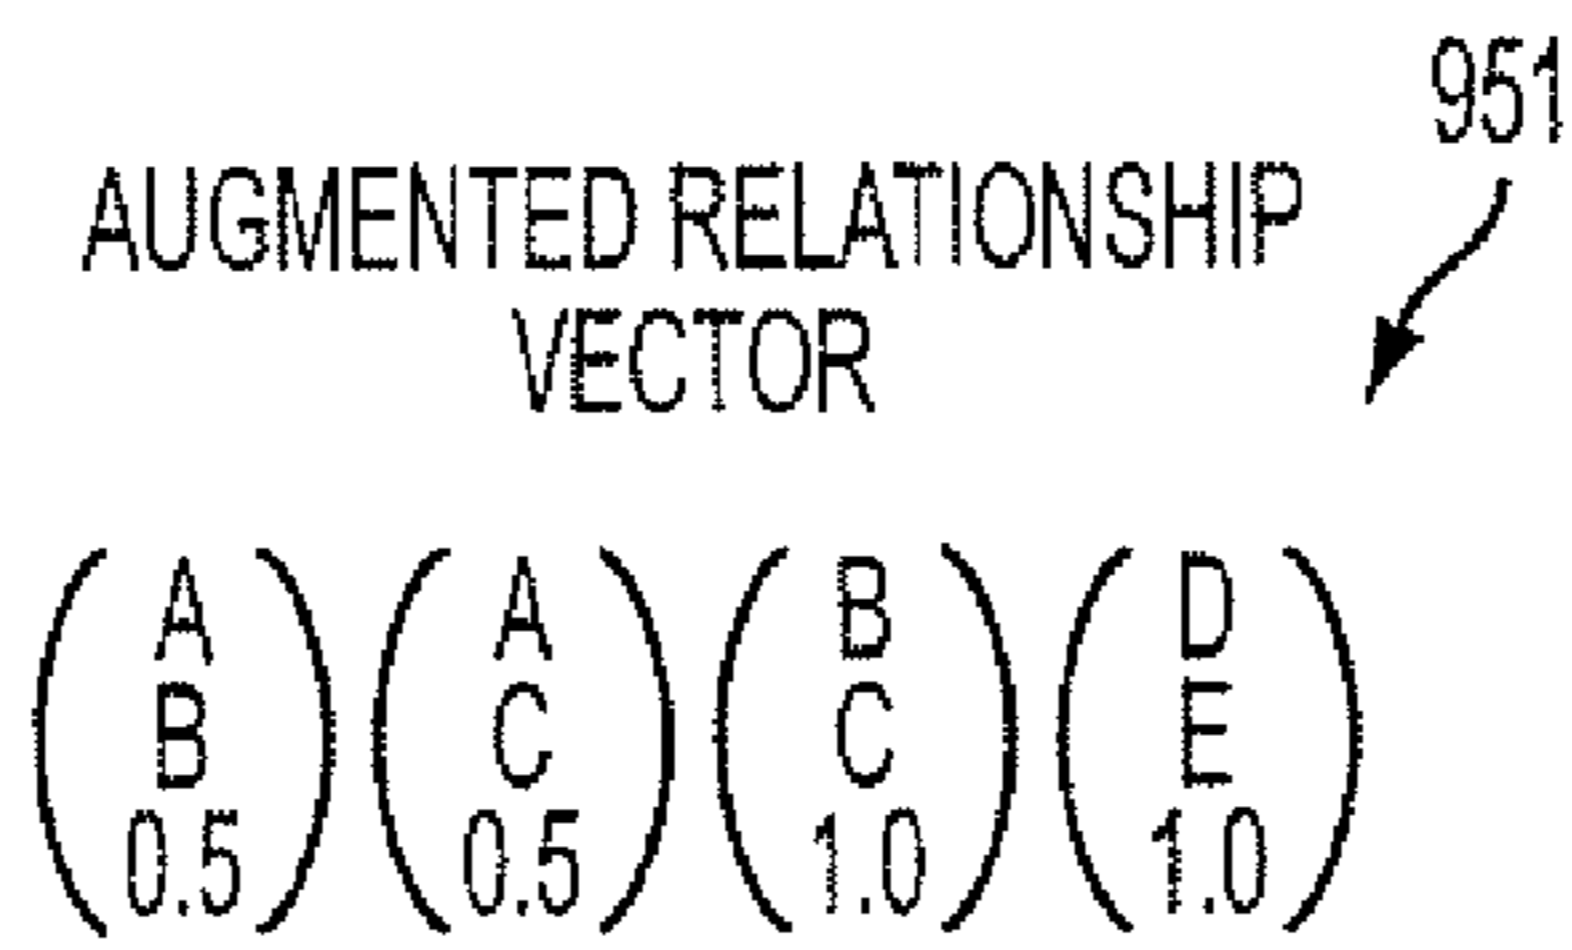 951
AUGMENTED RELATIONSHIP
VECTOR
(A B 0.5) (A C 0.5) (B C 1.0) (D E 1.0)